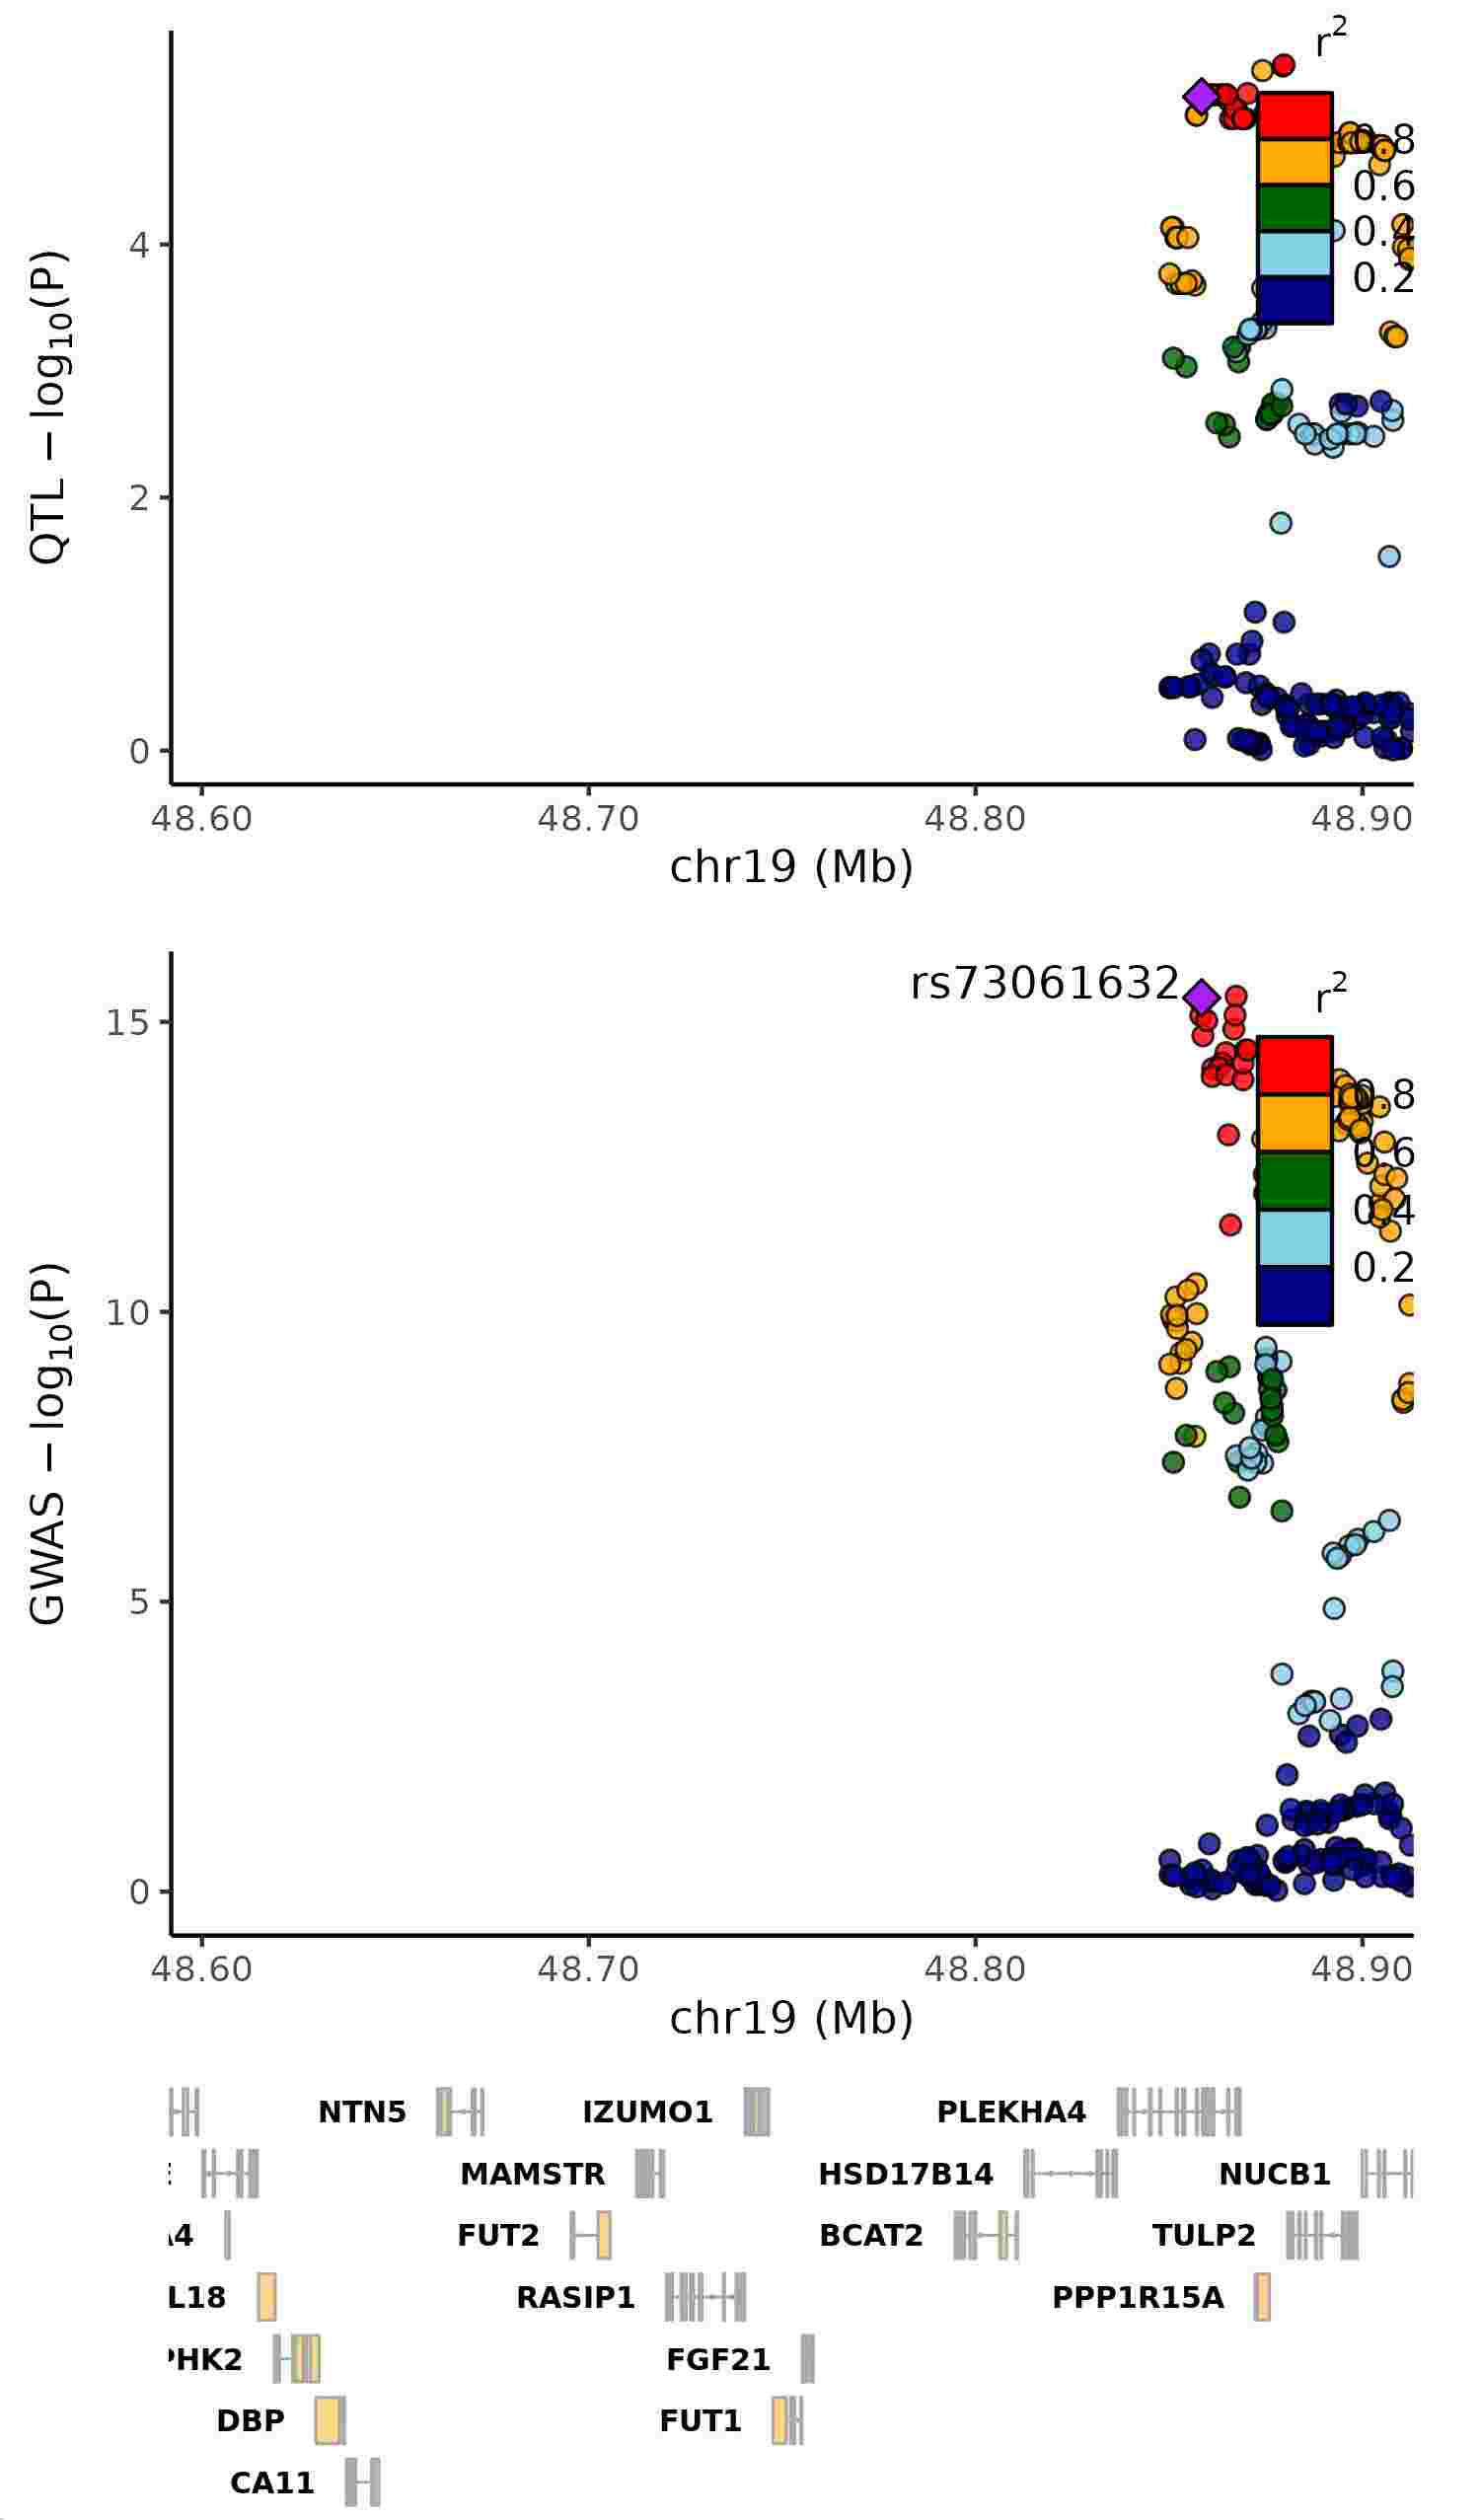 r2
.8
0.6
0.4
0.2
4
2
0
QTL −log10(P)
48.60 48.70 48.80 48.90
chr19 (Mb)
rs73061632
r2
0.8
0.6
0.4
0.2
15
10
5
0
GWAS −log10(P)
48.60 48.70 48.80 48.90
chr19 (Mb)
NTN5 IZUMO1 PLEKHA4
MAMSTR HSD17B14 NUCB1
4 FUT2 BCAT2 TULP2
L18 RASIP1 PPP1R15A
PHK2 FGF21
DBP FUT1
CA11